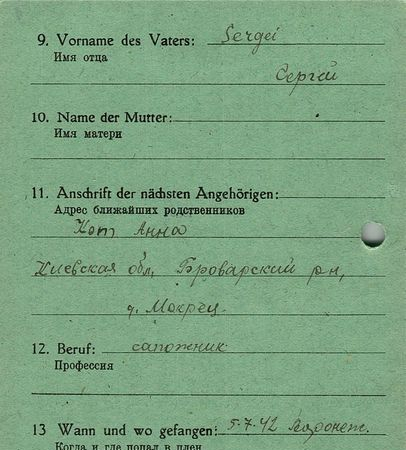 9. Vorname des Vaters: Sergei
Имя отца
Сергей
10. Name der Mutter:
Имя матери
11. Anschrift der nächsten Angehörigen:
Адрес ближайших родственников
Кот Анна
Киевская обл, Броварский р-н,
д. Мокрец.
12. Beruf: сапожник
Профессия
13 Wann und wo gefangen: 5.7.42 Воронеж.
Когда и где попал в плен